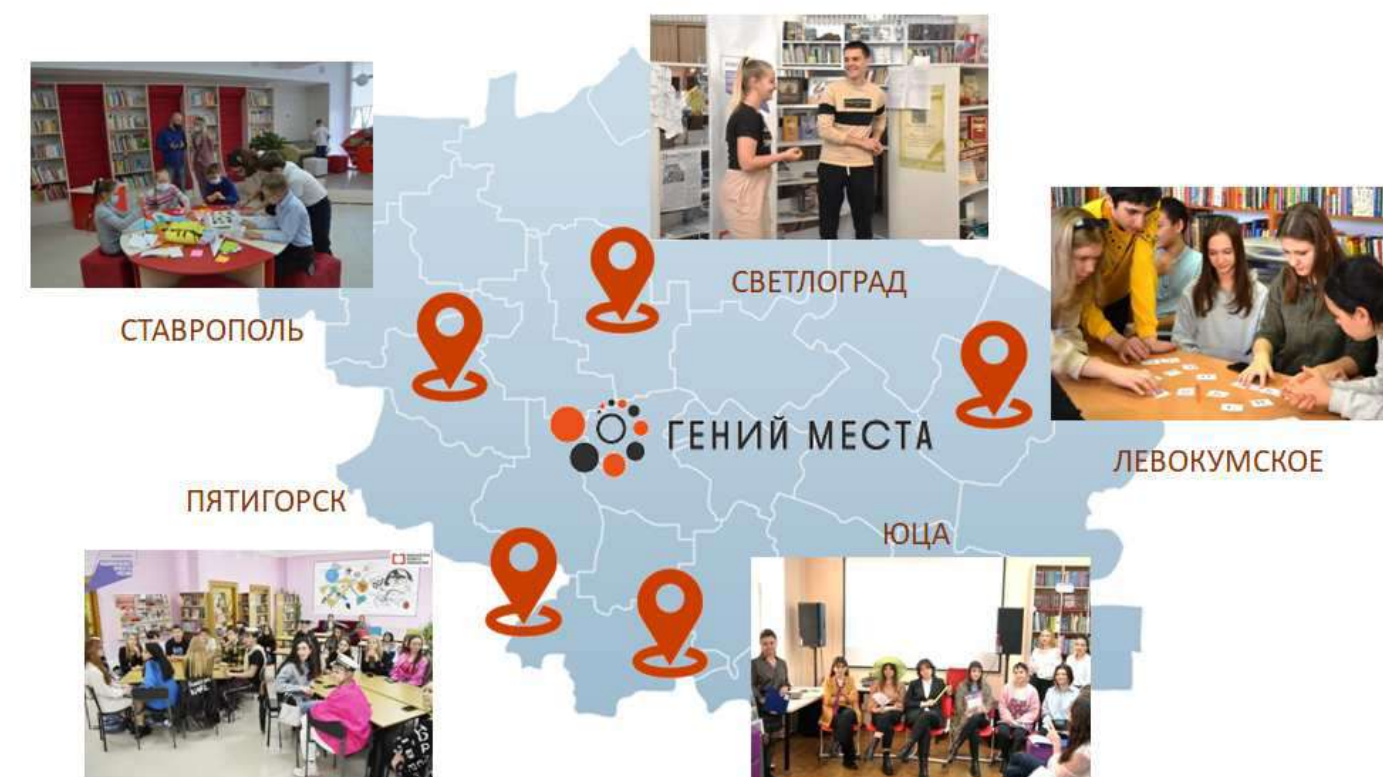 СВЕТЛОГРАД
СТАВРОПОЛЬ
ГЕНИЙ МЕСТА
ЛЕВОКУМСКОЕ
ПЯТИГОРСК
ЮЦА